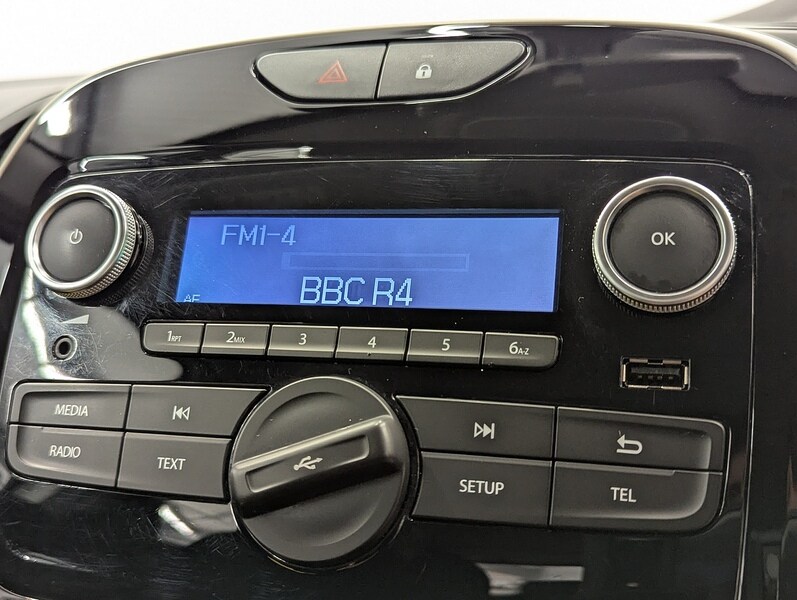 FM1-4
BBC R4
AF
OK
1RPT 2MIX 3 4 5 6A-Z
MEDIA
RADIO TEXT
SETUP TEL